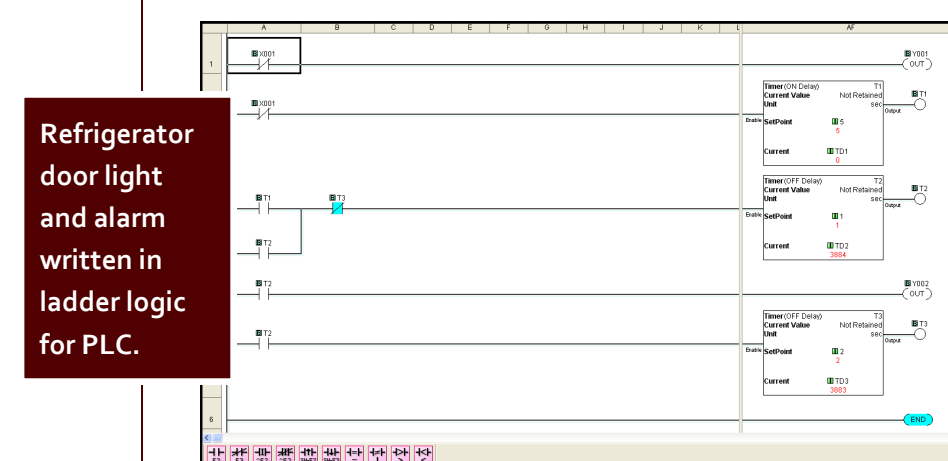 A B C D E F G H I J K L AF
1
X001
Y001
OUT
X001
Timer(ON Delay) T1
Current Value Not Retained
Unit sec
Enable SetPoint 5
5
Current TD1
0
T1
Output
Refrigerator
door light
and alarm
written in
ladder logic
for PLC.
T1
T3
T2
Timer(OFF Delay) T2
Current Value Not Retained
Unit sec
Enable SetPoint 1
1
Current TD2
3884
T2
Output
T2
Y002
OUT
T2
Timer(OFF Delay) T3
Current Value Not Retained
Unit sec
Enable SetPoint 2
2
Current TD3
3883
T3
Output
6
END